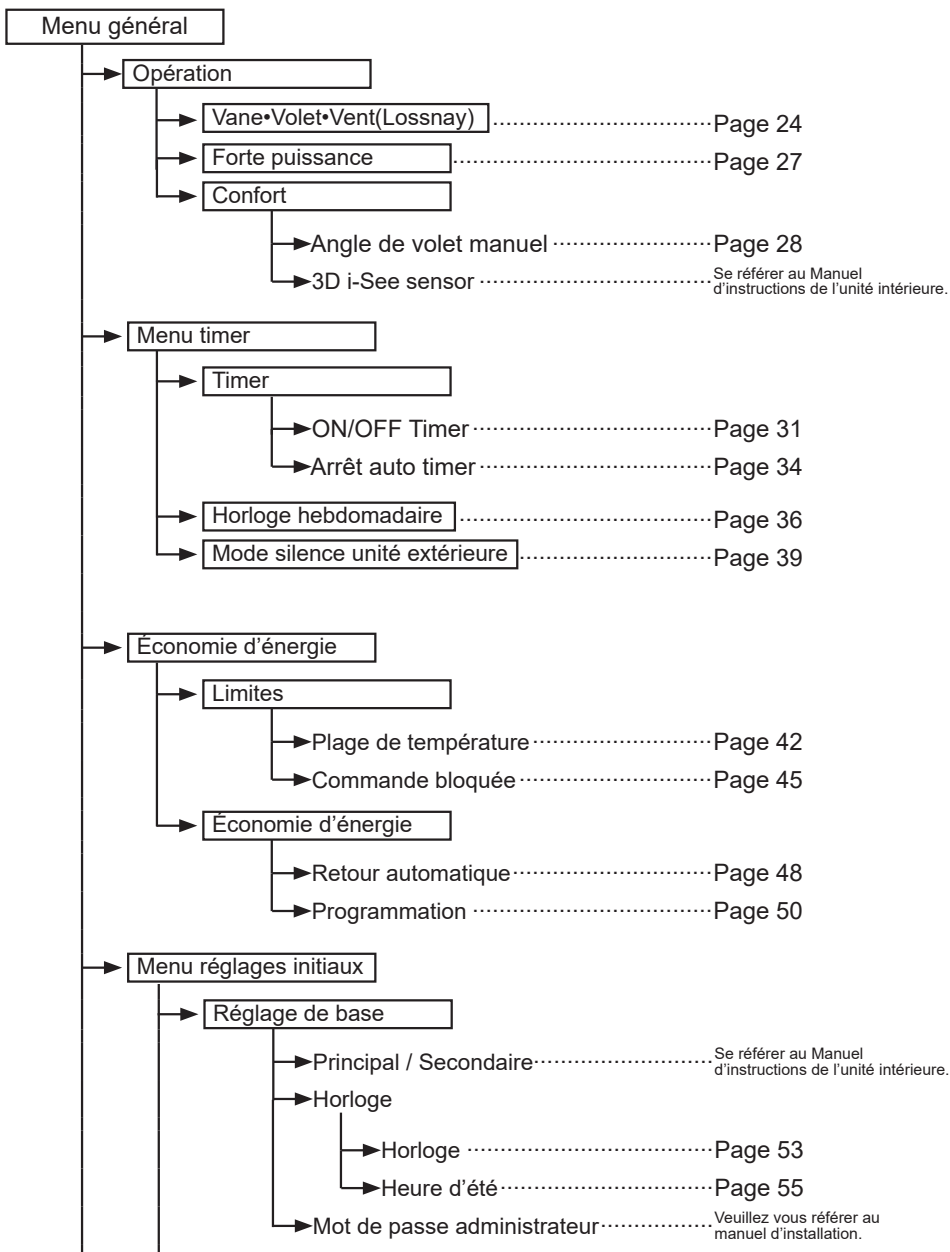 Menu général
Opération
Vane•Volet•Vent(Lossnay) Page 24
Forte puissance Page 27
Confort
Angle de volet manuel Page 28
3D i-See sensor Se référer au Manuel
d'instructions de l'unité intérieure.
Menu timer
Timer
ON/OFF Timer Page 31
Arrêt auto timer Page 34
Horloge hebdomadaire Page 36
Mode silence unité extérieure Page 39
Économie d'énergie
Limites
Plage de température Page 42
Commande bloquée Page 45
Économie d'énergie
Retour automatique Page 48
Programmation Page 50
Menu réglages initiaux
Réglage de base
Principal / Secondaire Se référer au Manuel
d'instructions de l'unité intérieure.
Horloge
Horloge Page 53
Heure d'été Page 55
Mot de passe administrateur Veuillez vous référer au
manuel d'installation.